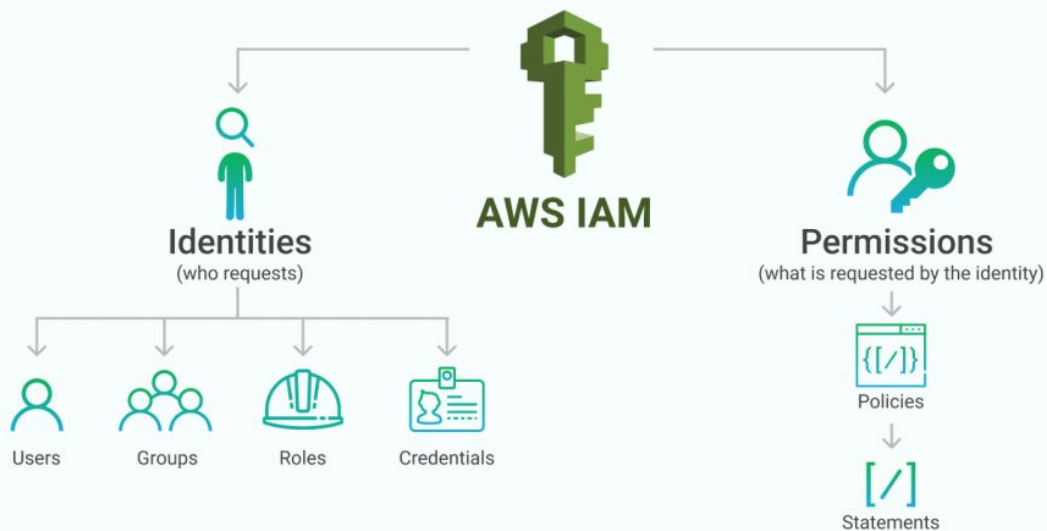 AWS IAM
Identities
(who requests)
Users
Groups
Roles
Credentials
Permissions
(what is requested by the identity)
{[/]}
Policies
[/]
Statements